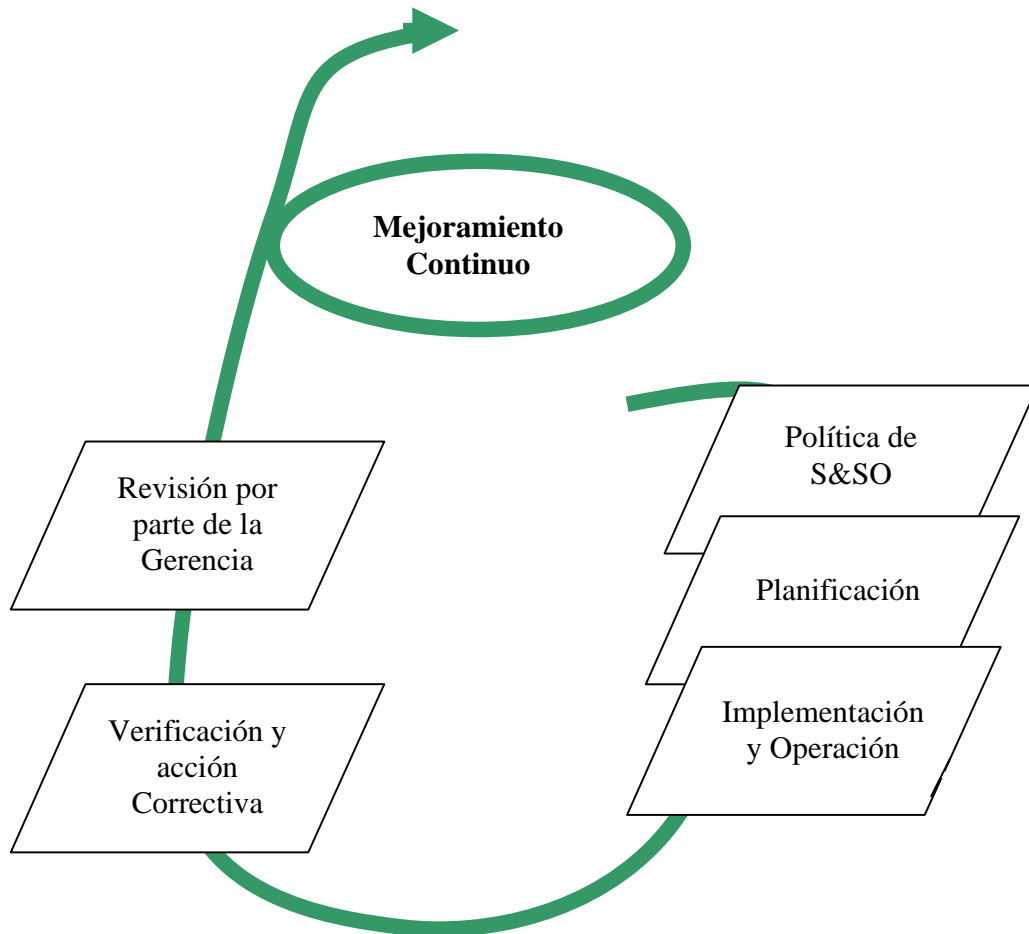 Mejoramiento
Continuo
Política de
S&SO
Revisión por
parte de la
Gerencia
Planificación
Implementación
y Operación
Verificación y
acción
Correctiva